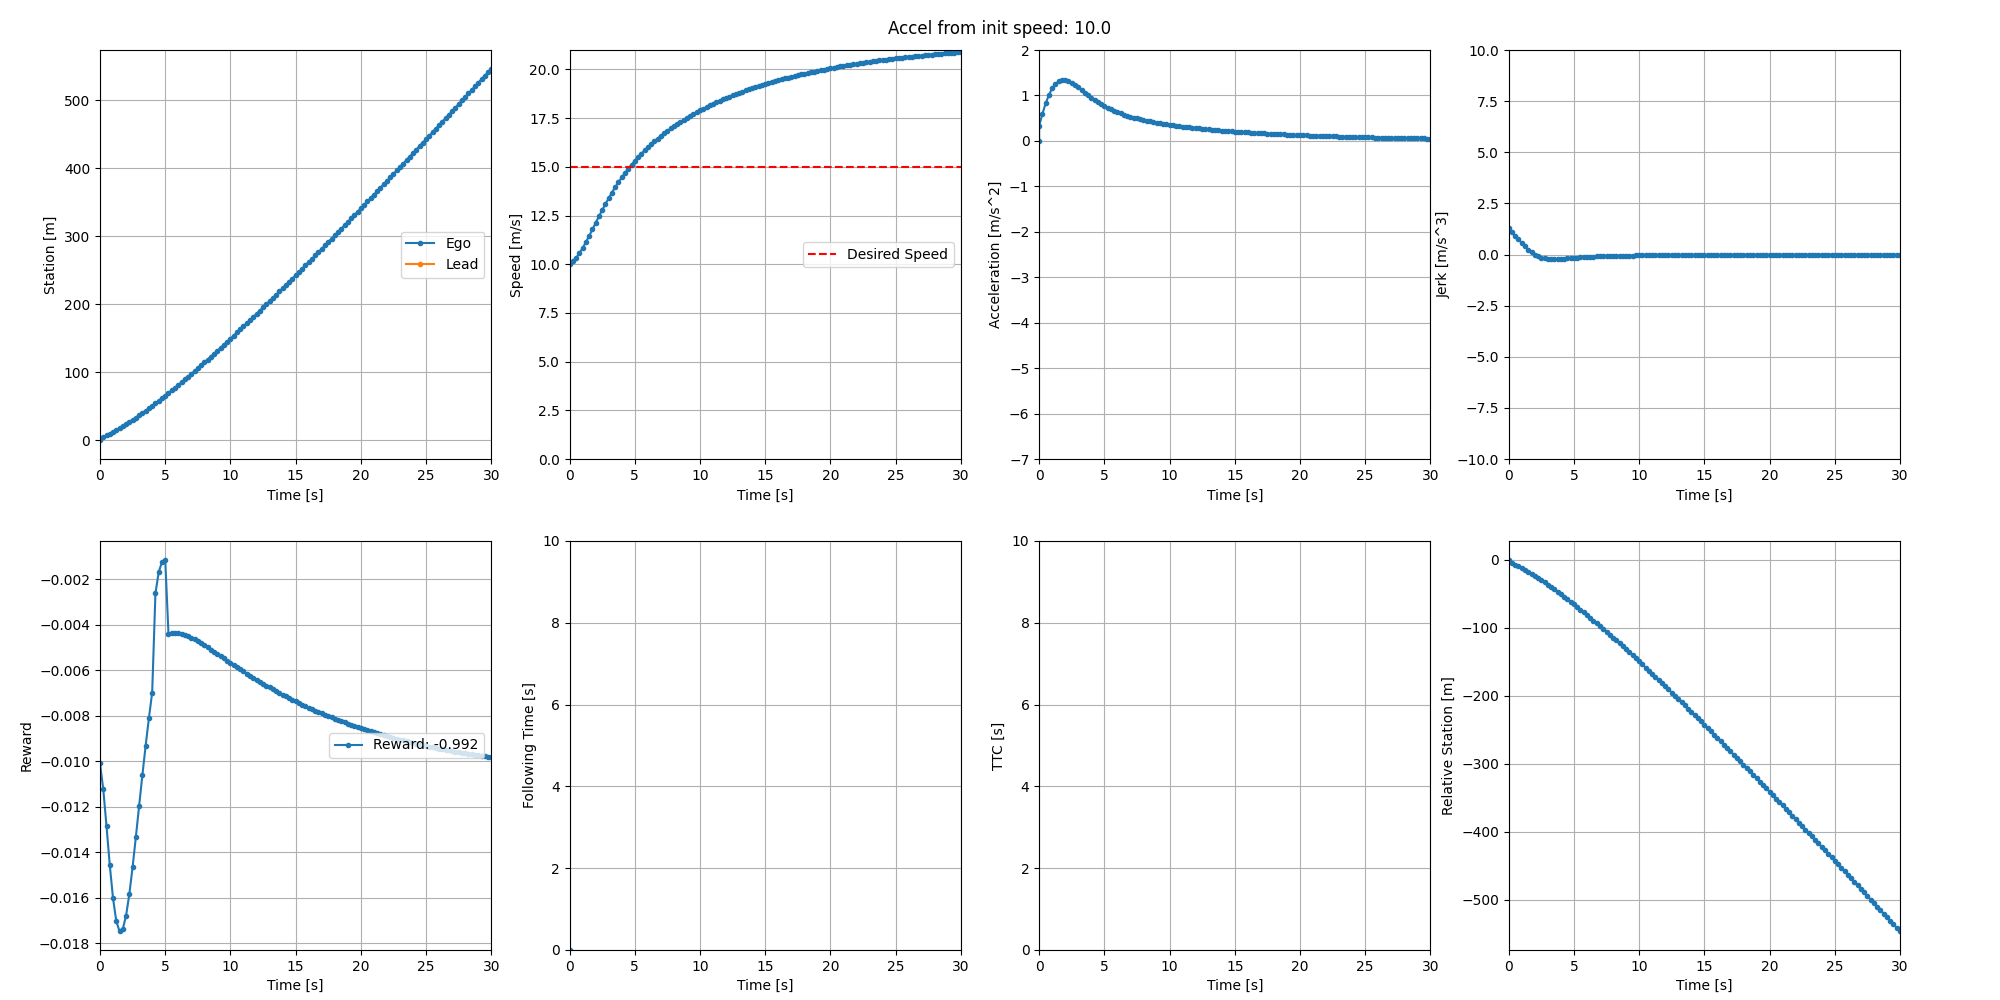 Accel from init speed: 10.0
Station [m]
500
400
300
200
100
0
Ego
Lead
0 5 10 15 20 25 30
Time [s]
Speed [m/s]
20.0
17.5
15.0
12.5
10.0
7.5
5.0
2.5
0.0
Desired Speed
0 5 10 15 20 25 30
Time [s]
Acceleration [m/s^2]
2
1
0
−1
−2
−3
−4
−5
−6
−7
0 5 10 15 20 25 30
Time [s]
Jerk [m/s^3]
10.0
7.5
5.0
2.5
0.0
−2.5
−5.0
−7.5
−10.0
0 5 10 15 20 25 30
Time [s]
Reward
−0.002
−0.004
−0.006
−0.008
−0.010
−0.012
−0.014
−0.016
−0.018
Reward: -0.992
0 5 10 15 20 25 30
Time [s]
Following Time [s]
10
8
6
4
2
0
0 5 10 15 20 25 30
Time [s]
TTC [s]
10
8
6
4
2
0
0 5 10 15 20 25 30
Time [s]
Relative Station [m]
0
−100
−200
−300
−400
−500
0 5 10 15 20 25 30
Time [s]